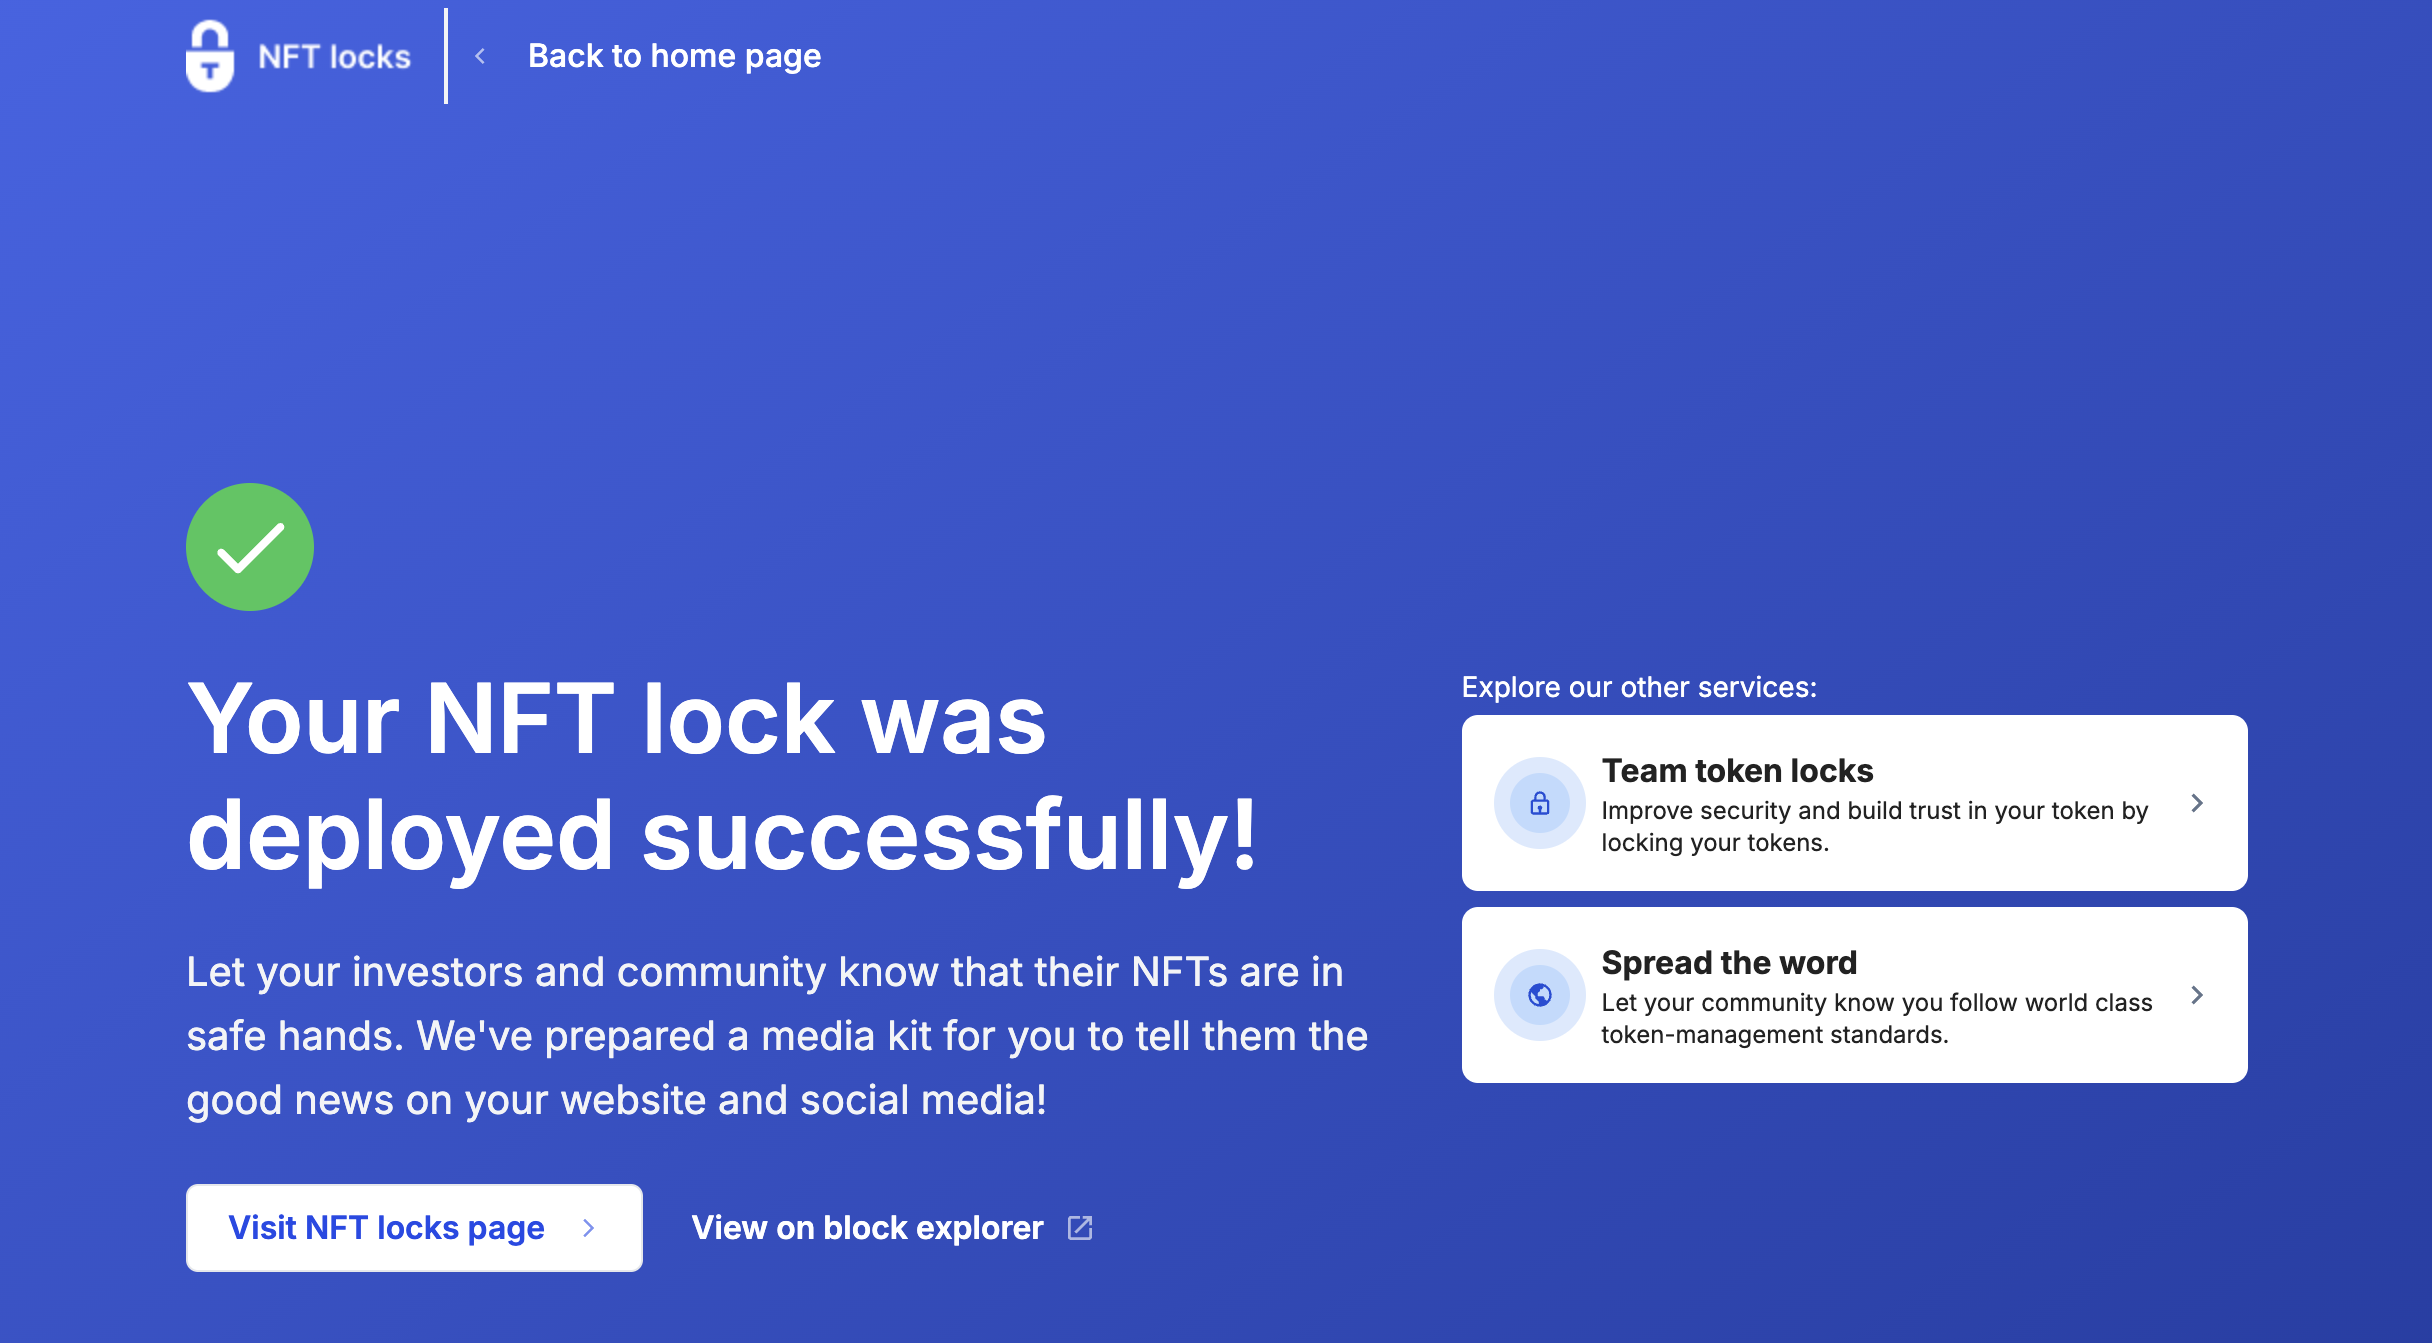 NFT locks
Back to home page
Your NFT lock was
deployed successfully!
Let your investors and community know that their NFTs are in
safe hands. We've prepared a media kit for you to tell them the
good news on your website and social media!
Visit NFT locks page
View on block explorer
Explore our other services:
Team token locks
Improve security and build trust in your token by
locking your tokens.
Spread the word
Let your community know you follow world class
token-management standards.